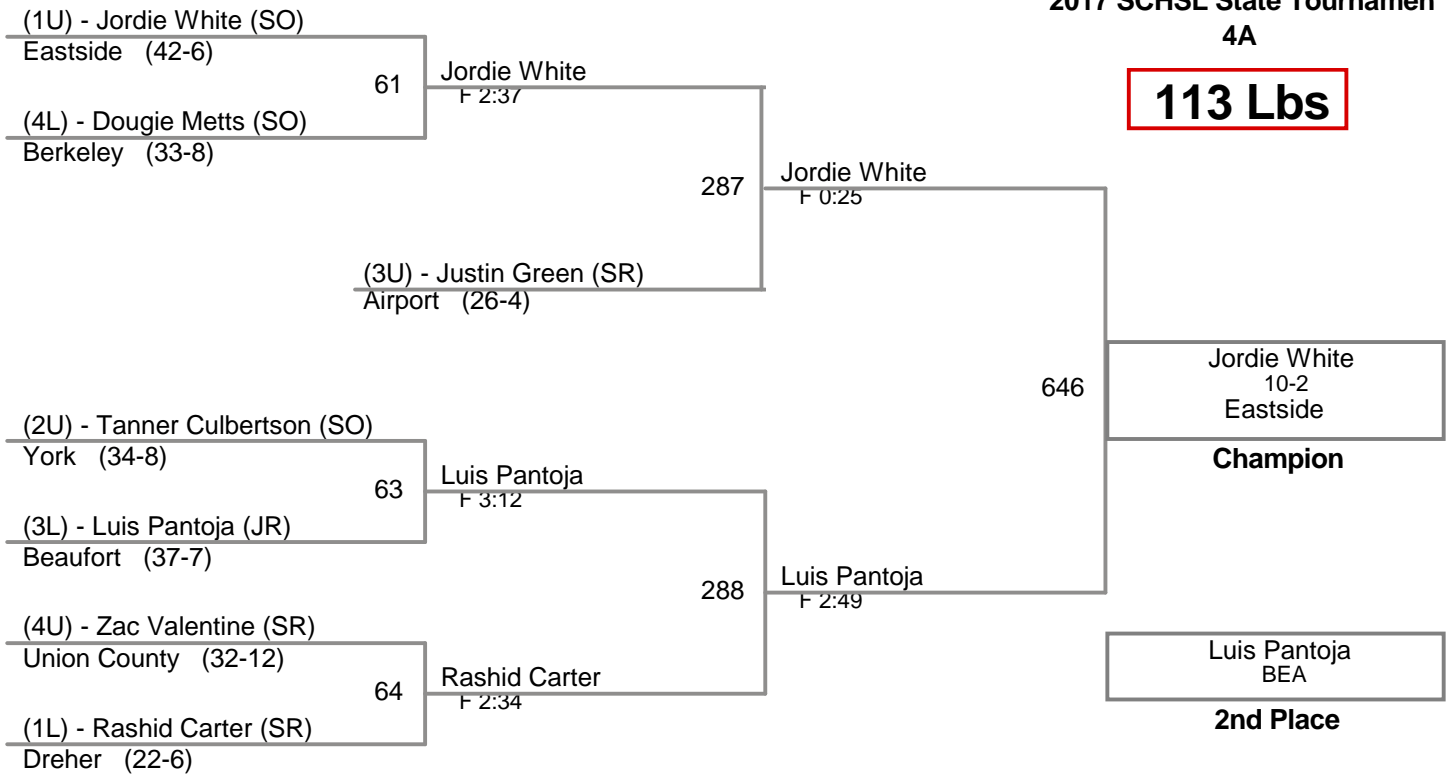 2017 SCHSL State Tournamen
4A
113 Lbs
(1U) - Jordie White (SO)
Eastside (42-6)
61
Jordie White
F 2:37
(4L) - Dougie Metts (SO)
Berkeley (33-8)
287
Jordie White
F 0:25
(3U) - Justin Green (SR)
Airport (26-4)
646
Jordie White
10-2
Eastside
Champion
(2U) - Tanner Culbertson (SO)
York (34-8)
63
Luis Pantoja
F 3:12
(3L) - Luis Pantoja (JR)
Beaufort (37-7)
288
Luis Pantoja
F 2:49
(4U) - Zac Valentine (SR)
Union County (32-12)
64
Rashid Carter
F 2:34
(1L) - Rashid Carter (SR)
Dreher (22-6)
Luis Pantoja
BEA
2nd Place